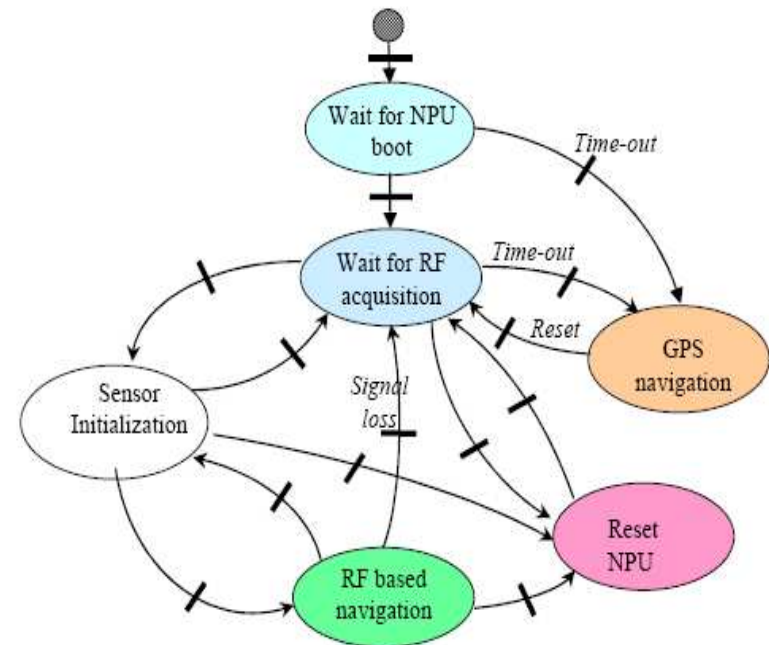 Wait for NPU
boot
Time-out
Wait for RF
acquisition
Time-out
Reset
GPS
navigation
Sensor
Initialization
Signal
loss
Reset
NPU
RF based
navigation